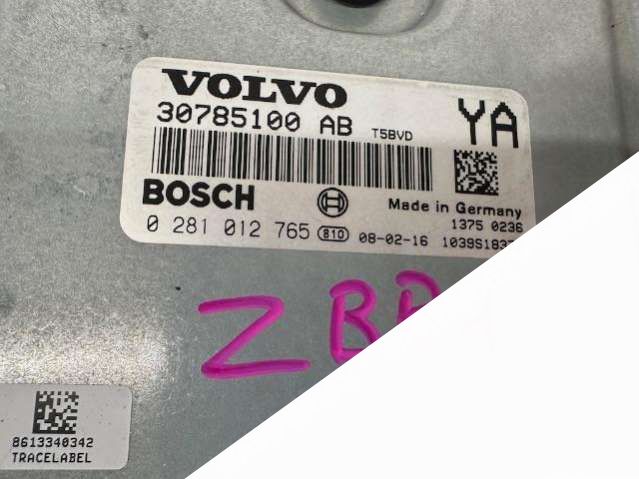 VOLVO
30785100 AB T5BVD
YA
BOSCH
Made in Germany
1375 0236
0 281 012 765 810 08-02-16
ZB
8613340342
TRACELABEL